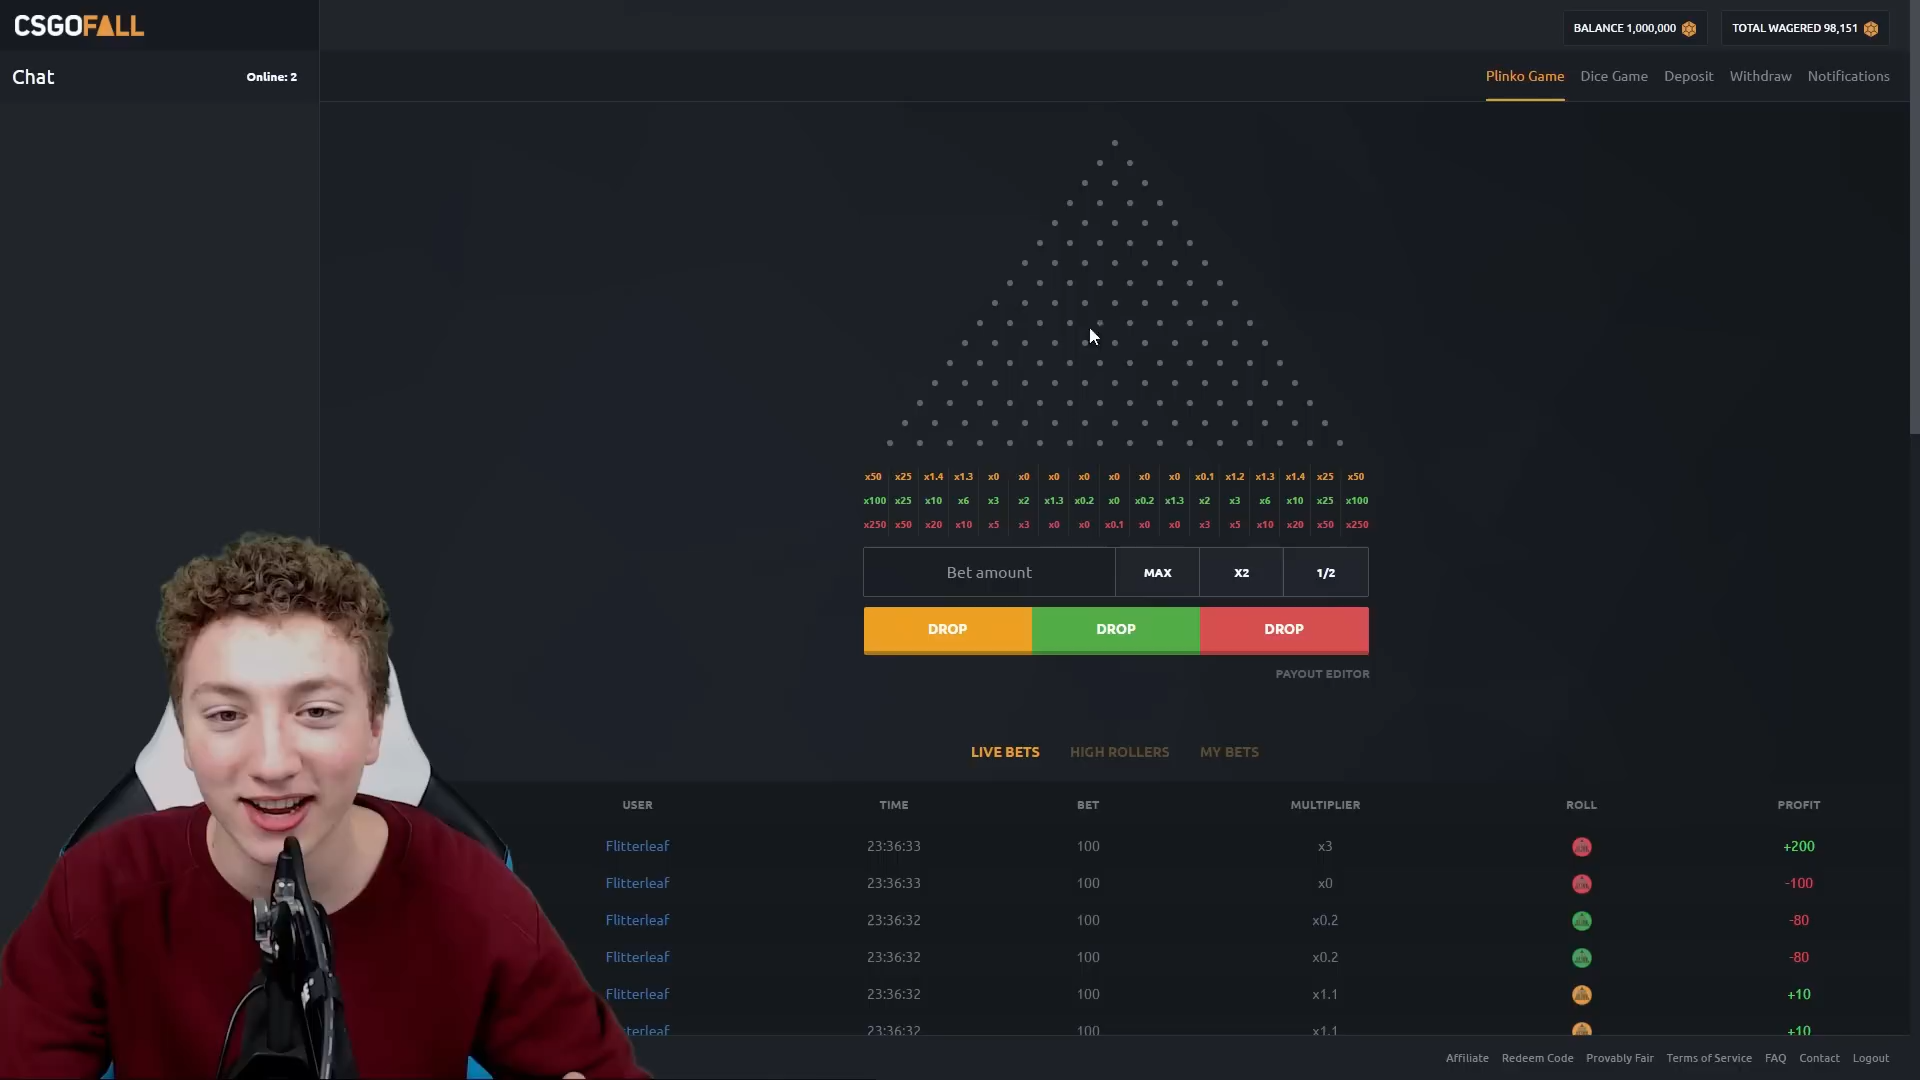 CSGOFALL
BALANCE 1,000,000
TOTAL WAGERED 98,151
Chat
Online: 2
Plinko Game
Dice Game
Deposit
Withdraw
Notifications
x50 x25 x1.4 x1.3 x0 x0 x0 x0 x0 x0 x0 x0.1 x1.2 x1.3 x1.4 x25 x50
x100 x25 x10 x6 x3 x2 x1.3 x0.2 x0 x0.2 x1.3 x2 x3 x6 x10 x25 x100
x250 x50 x20 x10 x5 x3 x0 x0 x0.1 x0 x0 x3 x5 x10 x20 x50 x250
Bet amount MAX X2 1/2
DROP DROP DROP
PAYOUT EDITOR
LIVE BETS HIGH ROLLERS MY BETS
USER TIME BET MULTIPLIER ROLL PROFIT
Flitterleaf 23:36:33 100 x3 +200
Flitterleaf 23:36:33 100 x0 -100
Flitterleaf 23:36:32 100 x0.2 -80
Flitterleaf 23:36:32 100 x0.2 -80
Flitterleaf 23:36:32 100 x1.1 +10
tterleaf 23:36:32 100 x1.1 +10
Affiliate Redeem Code Provably Fair Terms of Service FAQ Contact Logout